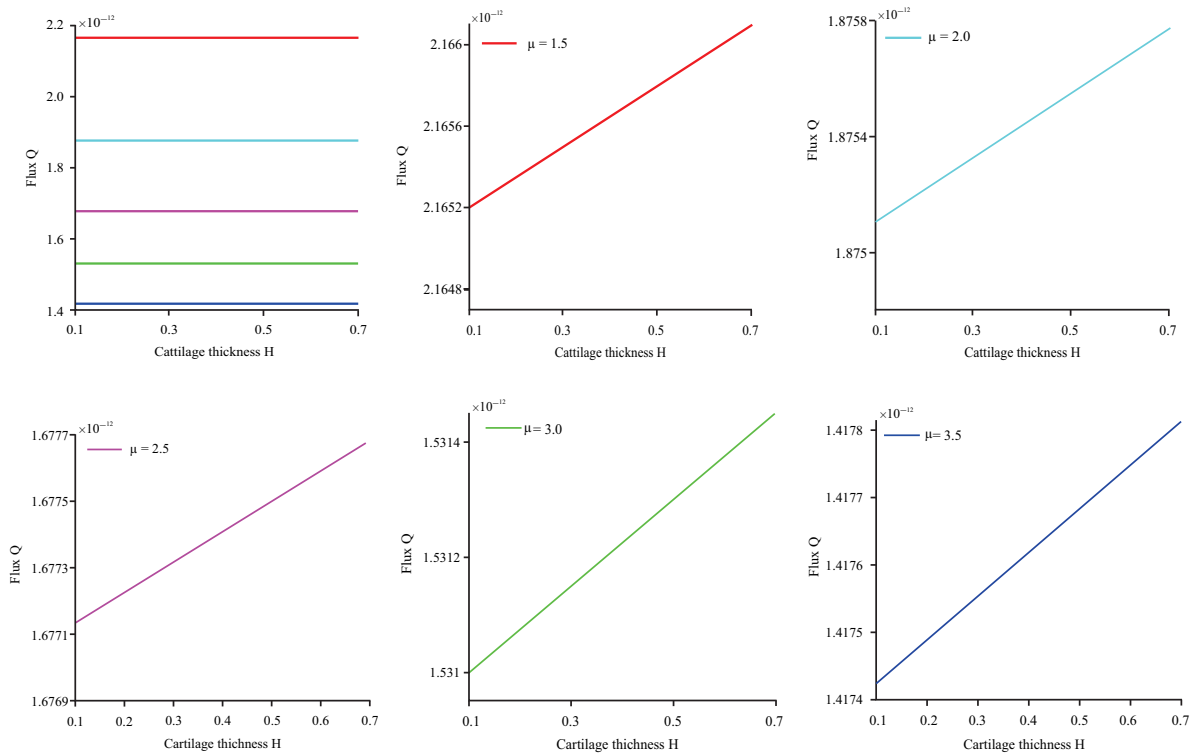 ×10⁻¹²
2.2
2.0
1.8
1.6
1.4
Flux Q
0.1 0.3 0.5 0.7
Cattilage thickness H
×10⁻¹²
μ = 1.5
2.166
2.1656
2.1652
2.1648
Flux Q
0.1 0.3 0.5 0.7
Cattilage thickness H
×10⁻¹²
μ = 2.0
1.8758
1.8754
1.875
Flux Q
0.1 0.3 0.5 0.7
Cattilage thickness H
×10⁻¹²
μ = 2.5
1.6777
1.6775
1.6773
1.6771
1.6769
Flux Q
0.1 0.2 0.3 0.4 0.5 0.6 0.7
Cartilage thickness H
×10⁻¹²
μ = 3.0
1.5314
1.5312
1.531
Flux Q
0.1 0.3 0.5 0.7
Cartilage thickness H
×10⁻¹²
μ = 3.5
1.4178
1.4177
1.4176
1.4175
1.4174
Flux Q
0.1 0.2 0.3 0.4 0.5 0.6 0.7
Cartilage thickness H